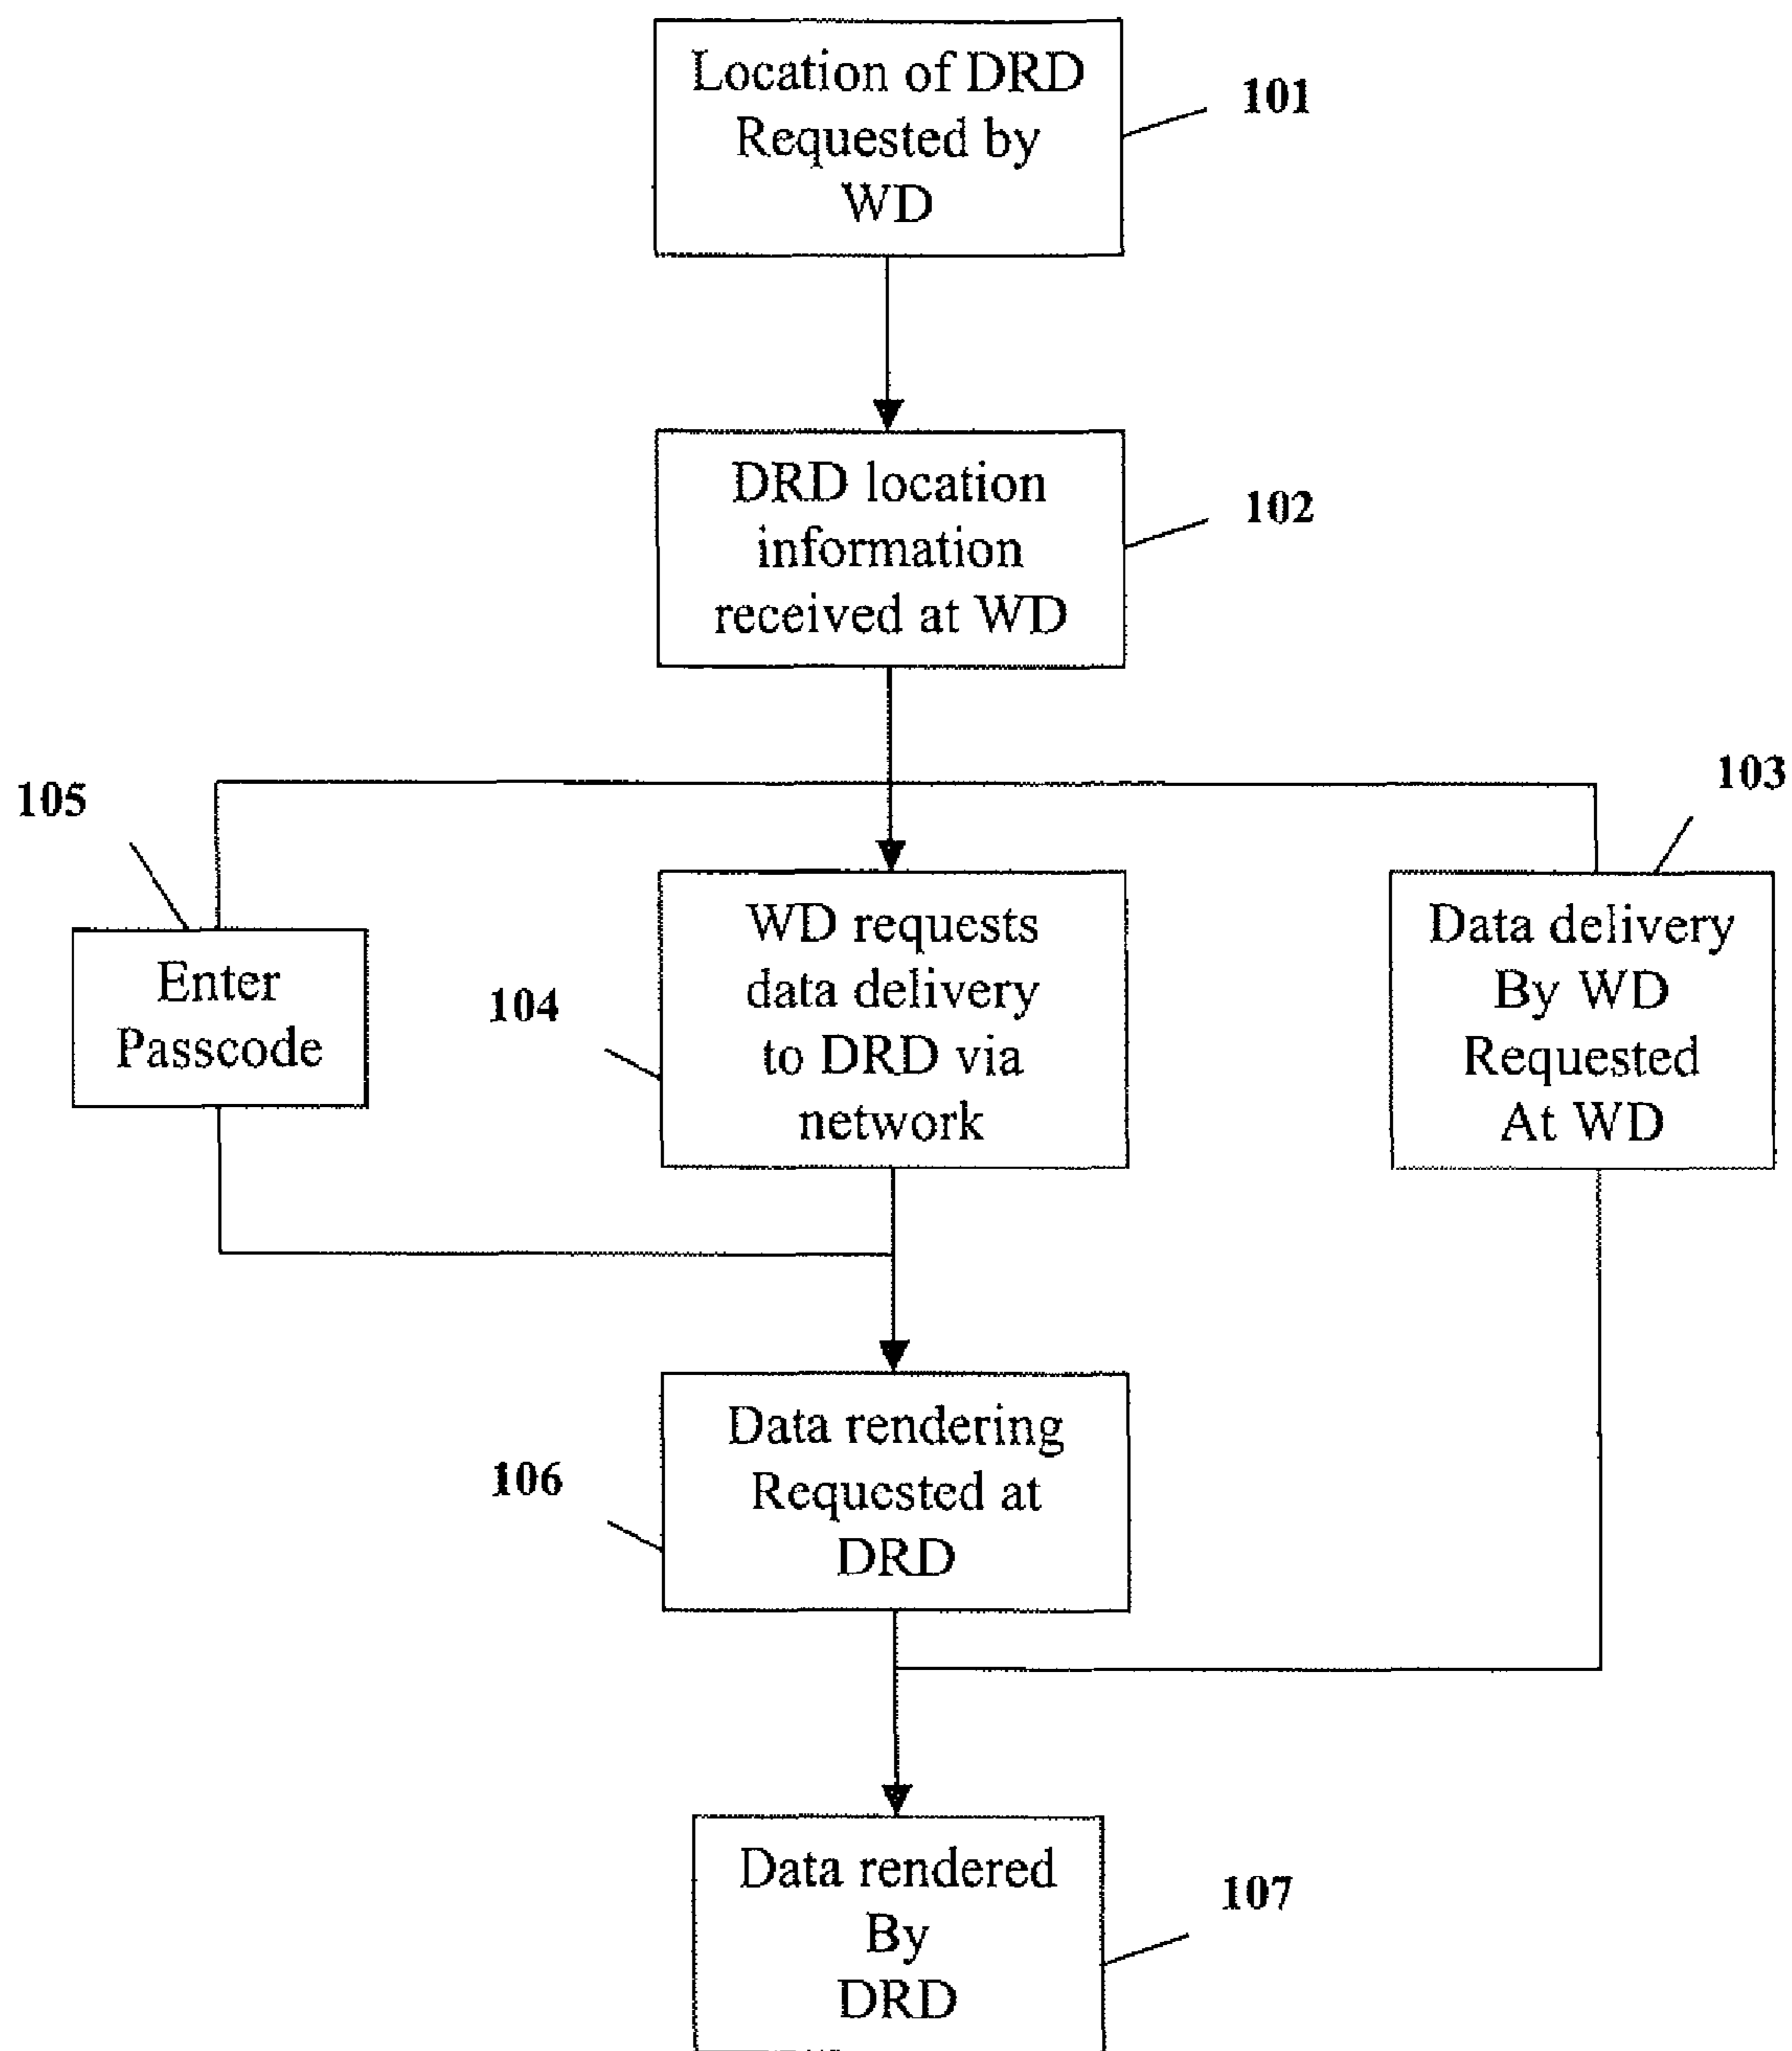 Location of DRD
Requested by
WD
101
DRD location
information
received at WD
102
105
103
Enter
Passcode
104
WD requests
data delivery
to DRD via
network
Data delivery
By WD
Requested
At WD
106
Data rendering
Requested at
DRD
Data rendered
By
DRD
107